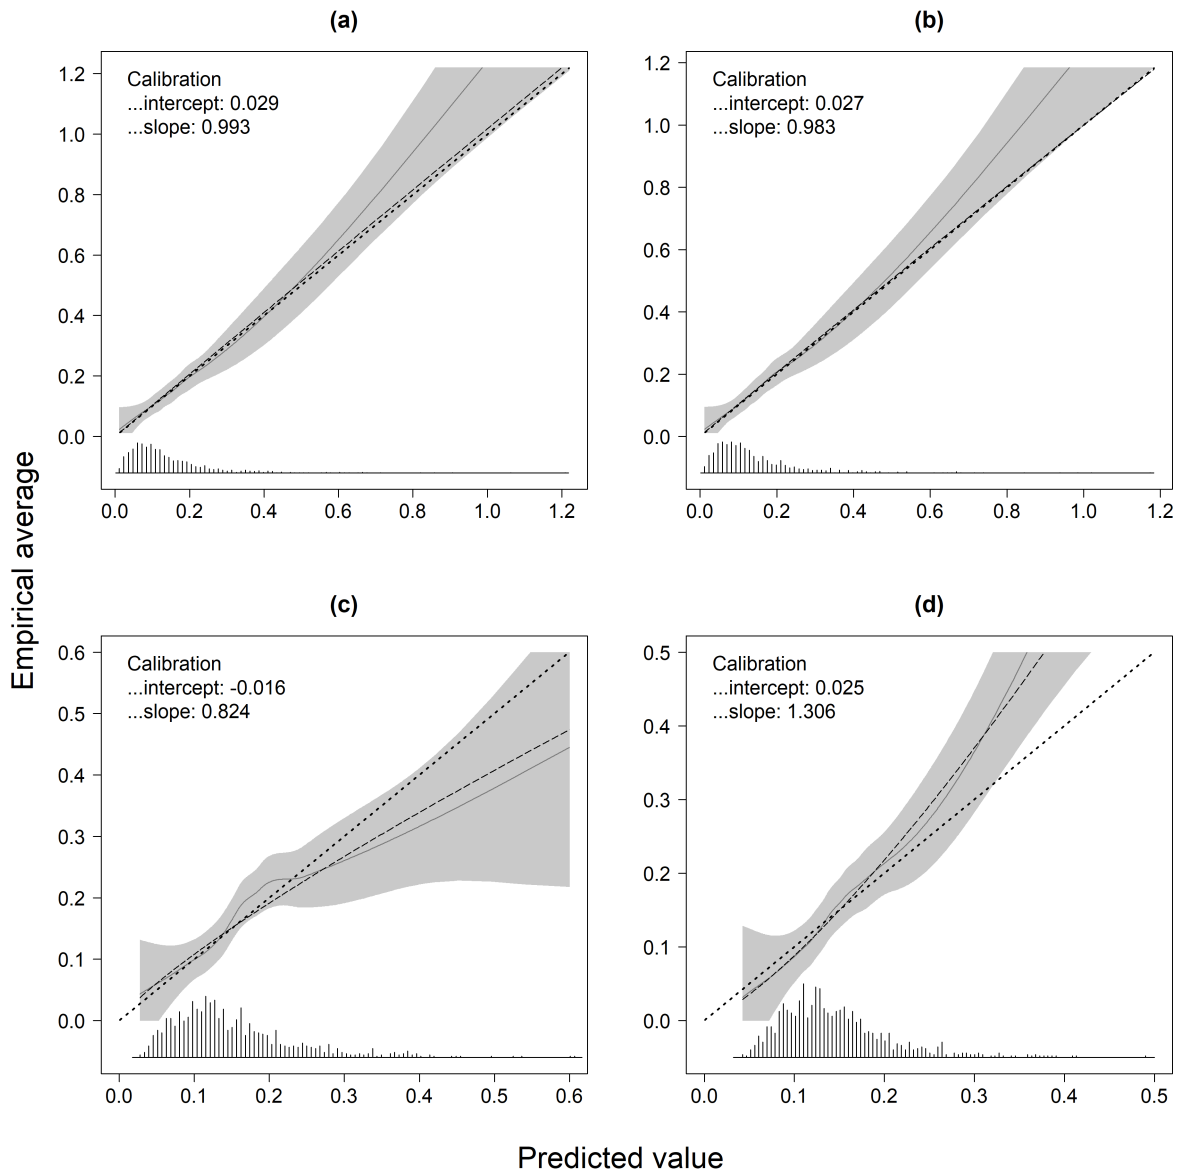 (a)
Calibration
...intercept: 0.029
...slope: 0.993
1.2
1.0
0.8
0.6
0.4
0.2
0.0
0.0 0.2 0.4 0.6 0.8 1.0 1.2
(b)
Calibration
...intercept: 0.027
...slope: 0.983
1.2
1.0
0.8
0.6
0.4
0.2
0.0
0.0 0.2 0.4 0.6 0.8 1.0 1.2
Empirical average
(c)
Calibration
...intercept: -0.016
...slope: 0.824
0.6
0.5
0.4
0.3
0.2
0.1
0.0
0.0 0.1 0.2 0.3 0.4 0.5 0.6
(d)
Calibration
...intercept: 0.025
...slope: 1.306
0.5
0.4
0.3
0.2
0.1
0.0
0.0 0.1 0.2 0.3 0.4 0.5
Predicted value